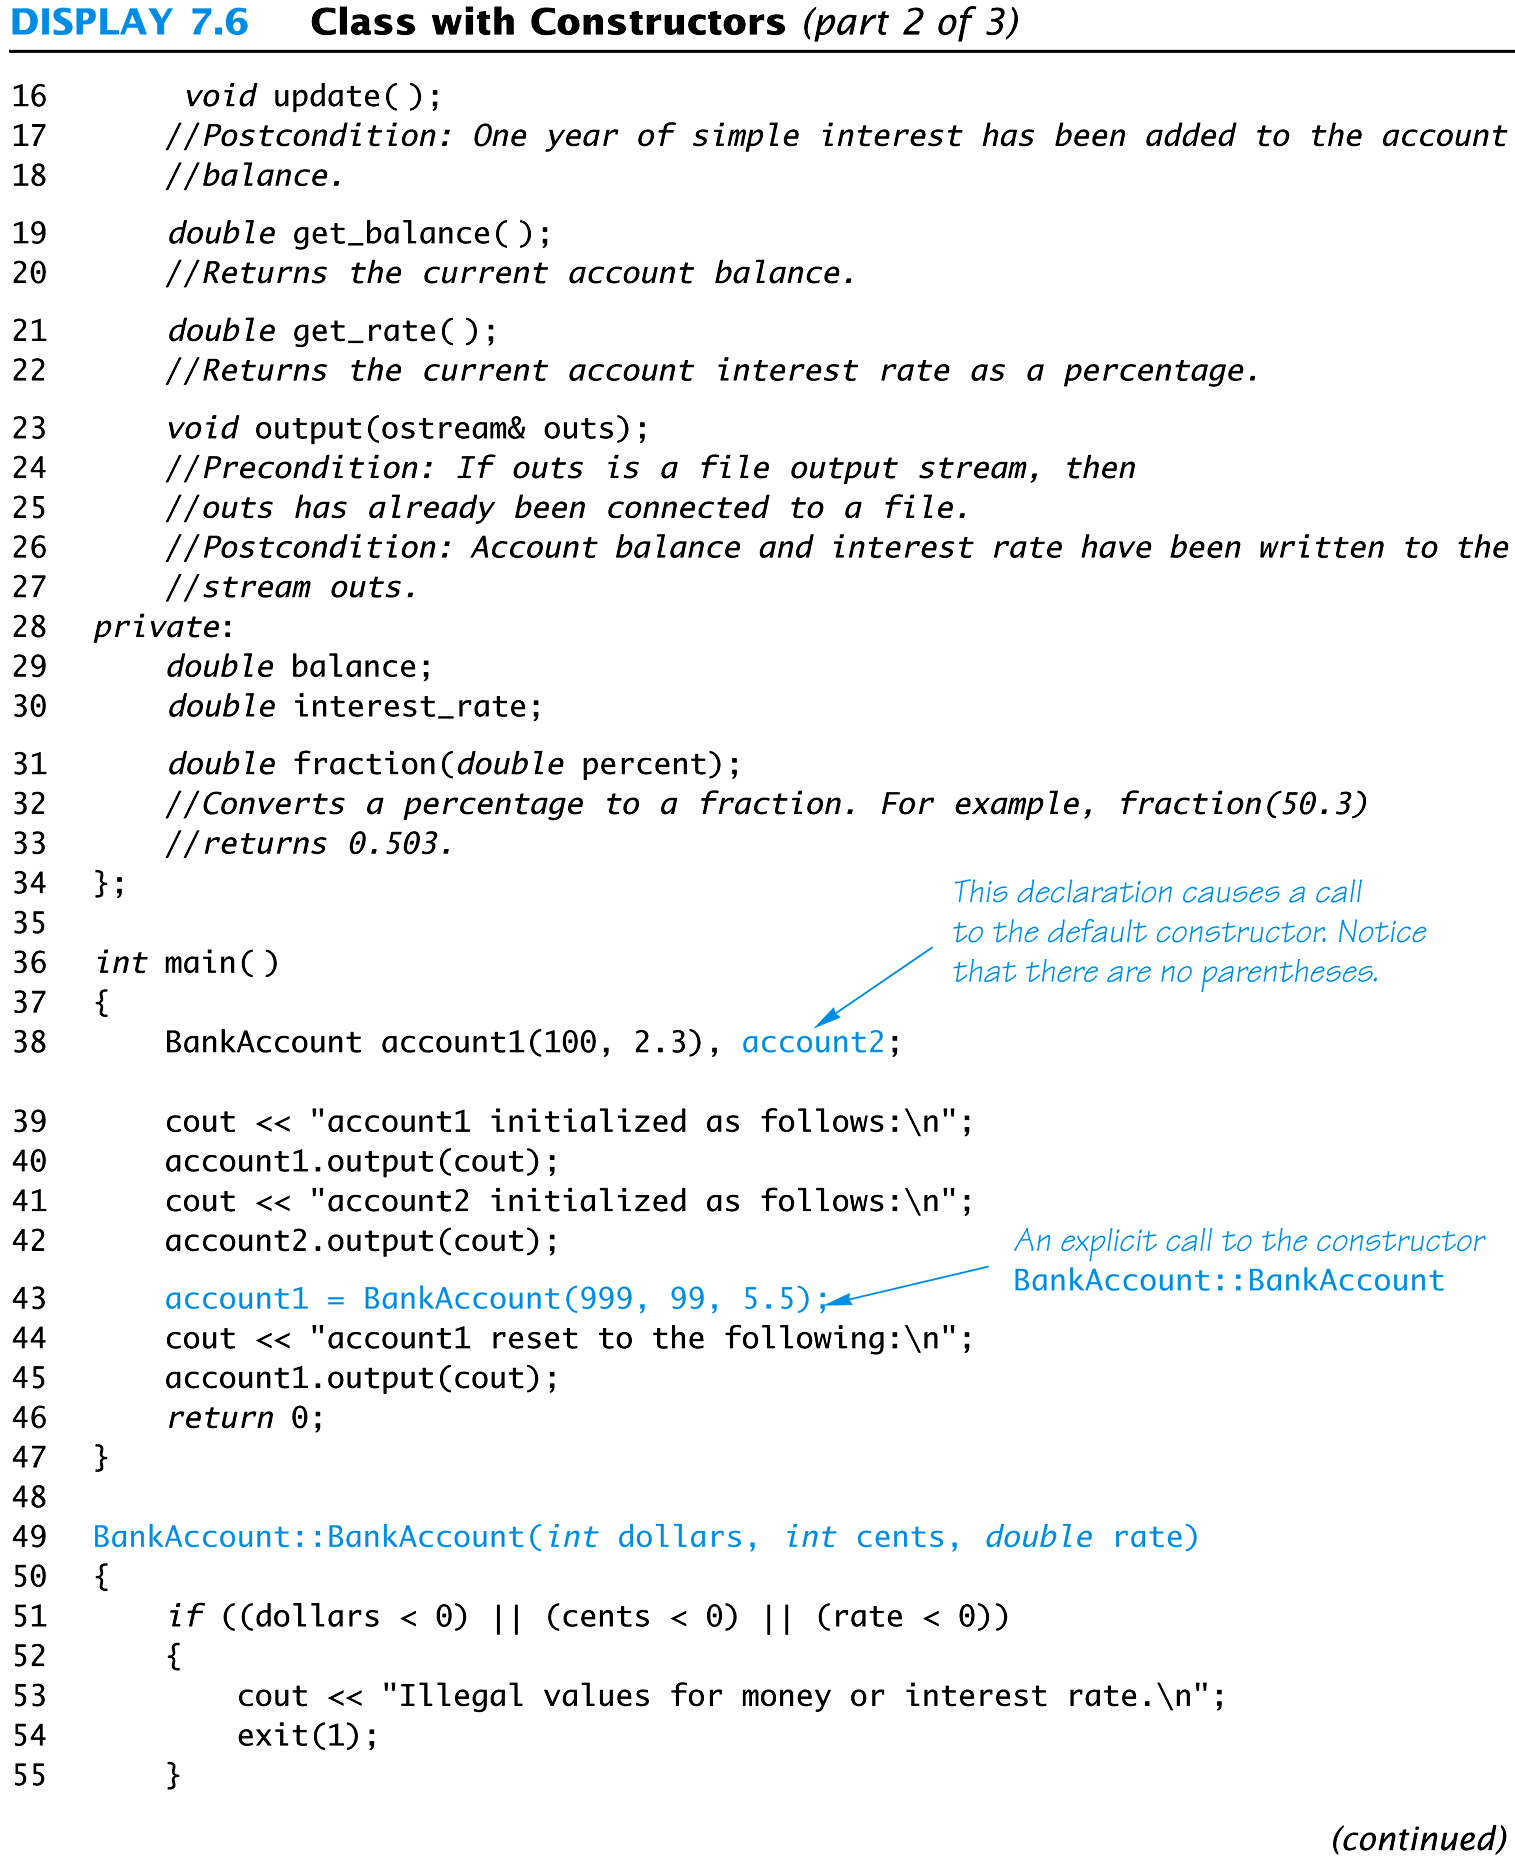 DISPLAY 7.6 Class with Constructors (part 2 of 3)
16 void update( );
17 //Postcondition: One year of simple interest has been added to the account
18 //balance.
19 double get_balance( );
20 //Returns the current account balance.
21 double get_rate( );
22 //Returns the current account interest rate as a percentage.
23 void output(ostream& outs);
24 //Precondition: If outs is a file output stream, then
25 //outs has already been connected to a file.
26 //Postcondition: Account balance and interest rate have been written to the
27 //stream outs.
28 private:
29 double balance;
30 double interest_rate;
31 double fraction(double percent);
32 //Converts a percentage to a fraction. For example, fraction(50.3)
33 //returns 0.503.
34 };
This declaration causes a call
35
to the default constructor. Notice
36 int main( )
that there are no parentheses.
37 {
38 BankAccount account1(100, 2.3), account2;
39 cout << "account1 initialized as follows:\n";
40 account1.output(cout);
41 cout << "account2 initialized as follows:\n";
42 account2.output(cout);
An explicit call to the constructor
BankAccount::BankAccount
43 account1 = BankAccount(999, 99, 5.5);
44 cout << "account1 reset to the following:\n";
45 account1.output(cout);
46 return 0;
47 }
48
49 BankAccount::BankAccount(int dollars, int cents, double rate)
50 {
51 if ((dollars < 0) || (cents < 0) || (rate < 0))
52 {
53 cout << "Illegal values for money or interest rate.\n";
54 exit(1);
55 }
(continued)